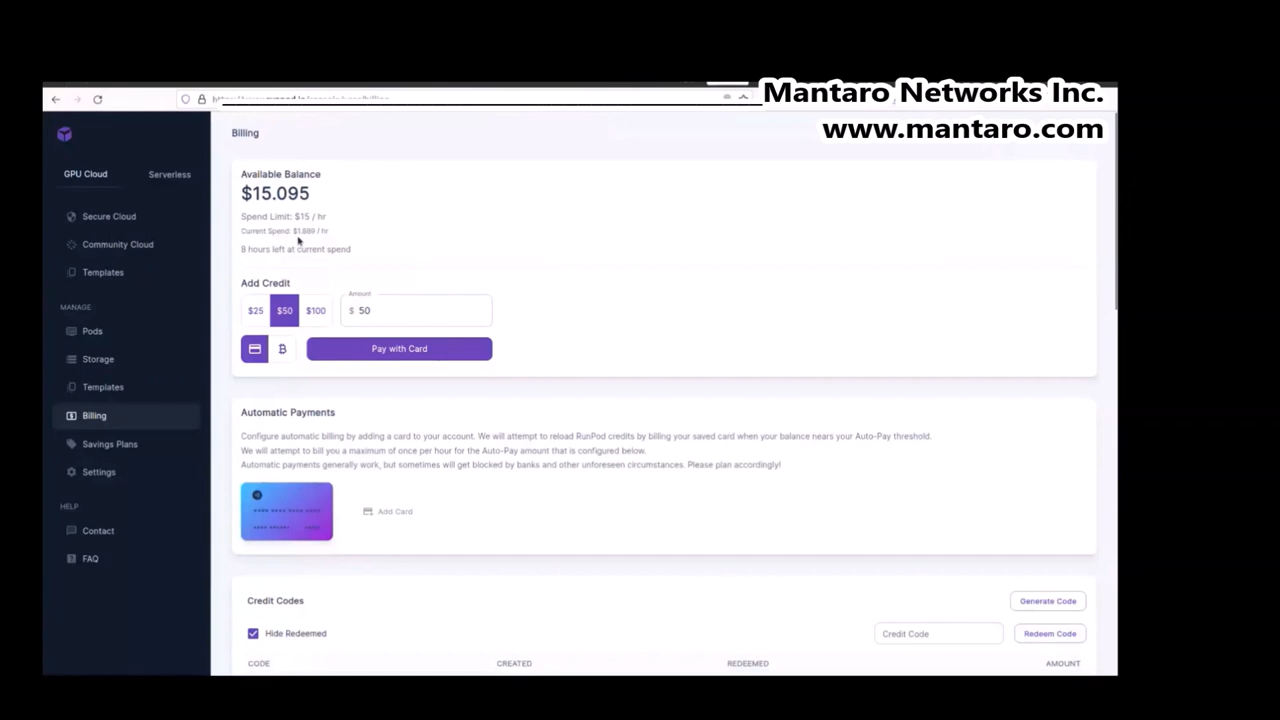 Mantaro Networks Inc.
www.mantaro.com
Billing
GPU Cloud
Serverless
Secure Cloud
Community Cloud
Templates
MANAGE
Pods
Storage
Templates
Billing
Savings Plans
Settings
HELP
Contact
FAQ
Available Balance
$15.095
Spend Limit: $15 / hr
Current Spend: $1.889 / hr
8 hours left at current spend
Add Credit
$25 $50 $100
Amount
$ 50
Pay with Card
Automatic Payments
Configure automatic billing by adding a card to your account. We will attempt to reload RunPod credits by billing your saved card when your balance nears your Auto-Pay threshold.
We will attempt to bill you a maximum of once per hour for the Auto-Pay amount that is configured below.
Automatic payments generally work, but sometimes will get blocked by banks and other unforeseen circumstances. Please plan accordingly!
Add Card
Credit Codes
Generate Code
Hide Redeemed
Credit Code
Redeem Code
CODE CREATED REDEEMED AMOUNT